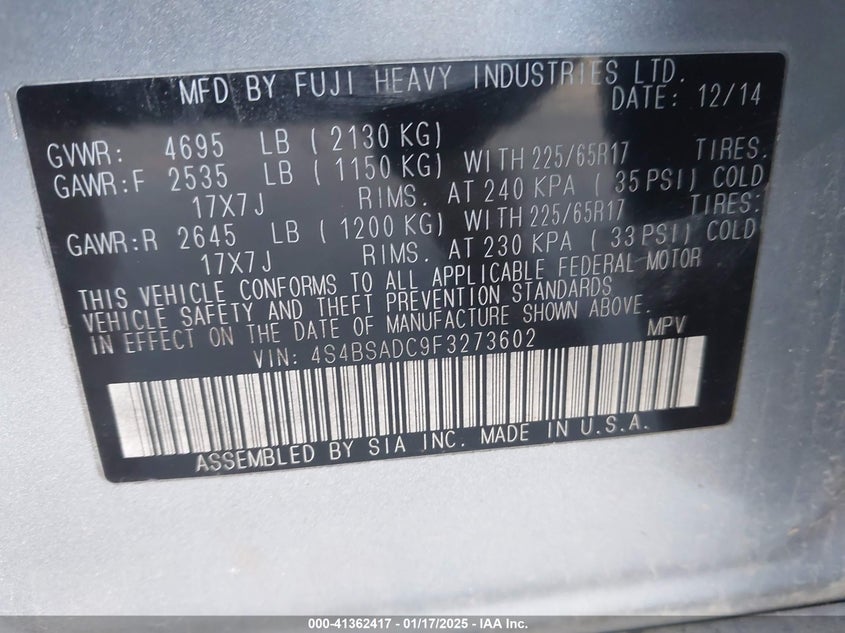 MFD BY FUJI HEAVY INDUSTRIES LTD.
DATE: 12/14
GVWR: 4695 LB ( 2130 KG)
GAWR:F 2535 LB ( 1150 KG) WITH 225/65R17 TIRES.
17X7J RIMS. AT 240 KPA ( 35 PSI) COLD
GAWR:R 2645 LB ( 1200 KG) WITH 225/65R17 TIRES:
17X7J RIMS. AT 230 KPA ( 33 PSI) COLD
THIS VEHICLE CONFORMS TO ALL APPLICABLE FEDERAL MOTOR
VEHICLE SAFETY AND THEFT PREVENTION STANDARDS
IN EFFECT ON THE DATE OF MANUFACTURE SHOWN ABOVE.
VIN: 4S4BSADC9F3273602 MPV
ASSEMBLED BY SIA INC. MADE IN U.S.A.
000-41362417 - 01/17/2025 - IAA Inc.